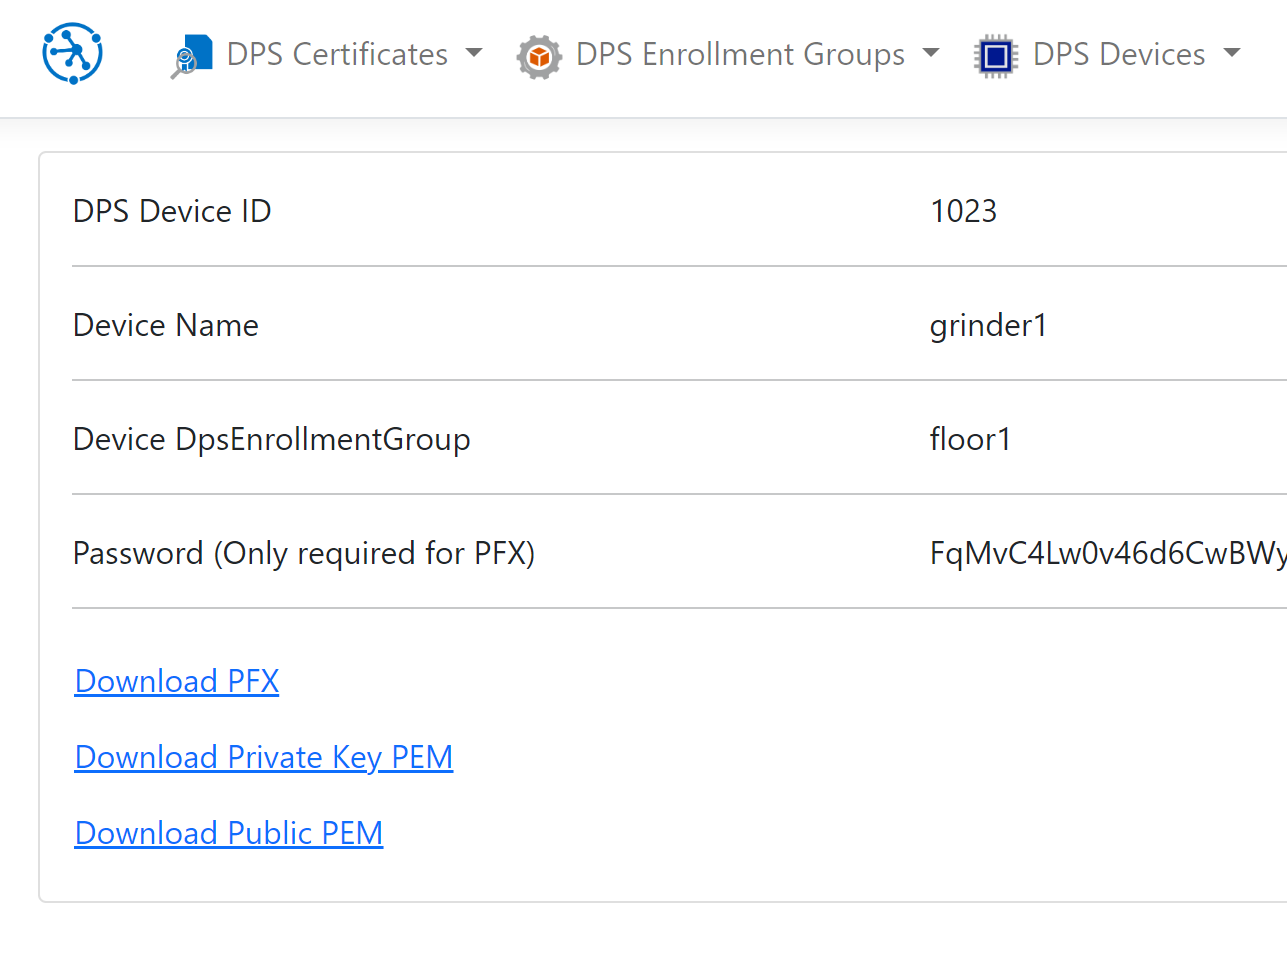 DPS Certificates DPS Enrollment Groups DPS Devices
DPS Device ID 1023
Device Name grinder1
Device DpsEnrollmentGroup floor1
Password (Only required for PFX) FqMvC4Lw0v46d6CwBWy
Download PFX
Download Private Key PEM
Download Public PEM